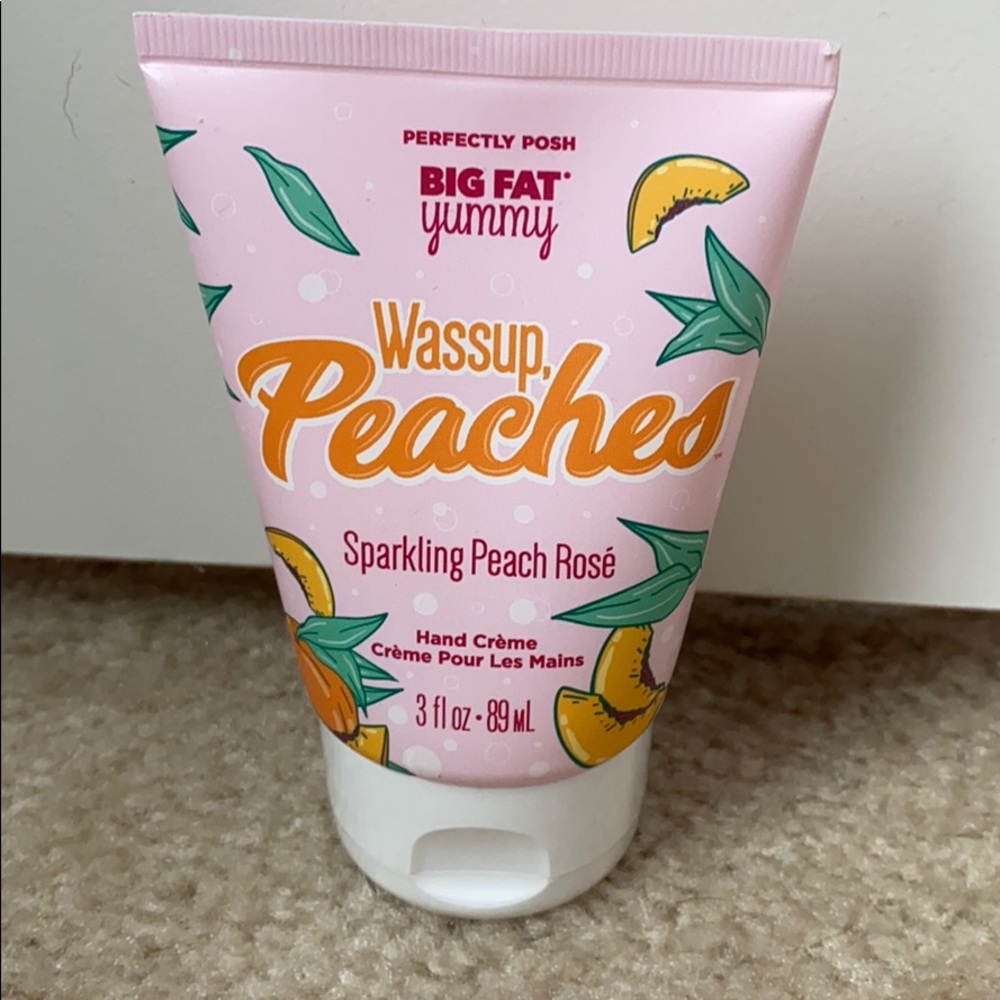 PERFECTLY POSH
BIG FAT®
yummy
Wassup,
Peaches™
Sparkling Peach Rosé
Hand Crème
Crème Pour Les Mains
3 fl oz • 89 mL